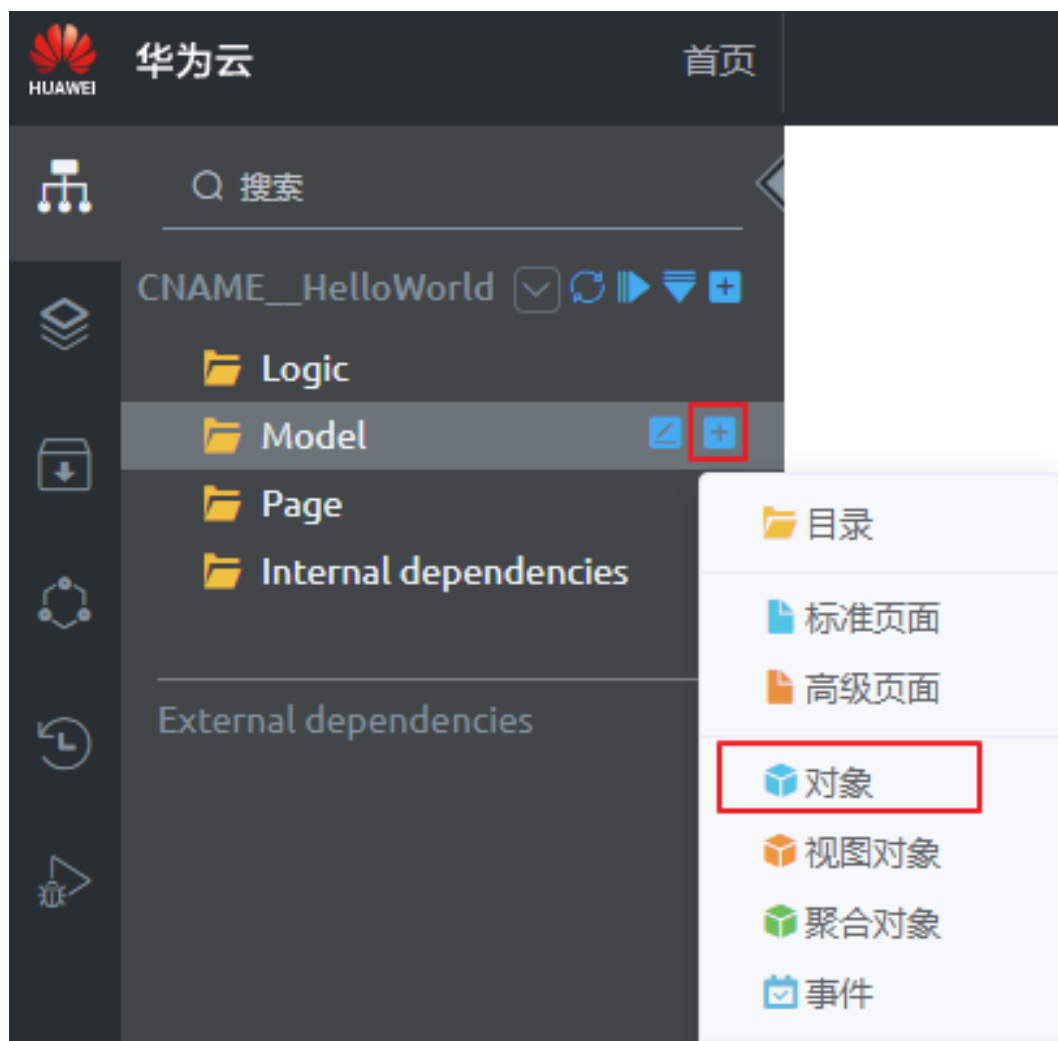 HUAWEI
华为云
首页
搜索
CNAME__HelloWorld
Logic
Model
Page
Internal dependencies
External dependencies
目录
标准页面
高级页面
对象
视图对象
聚合对象
事件